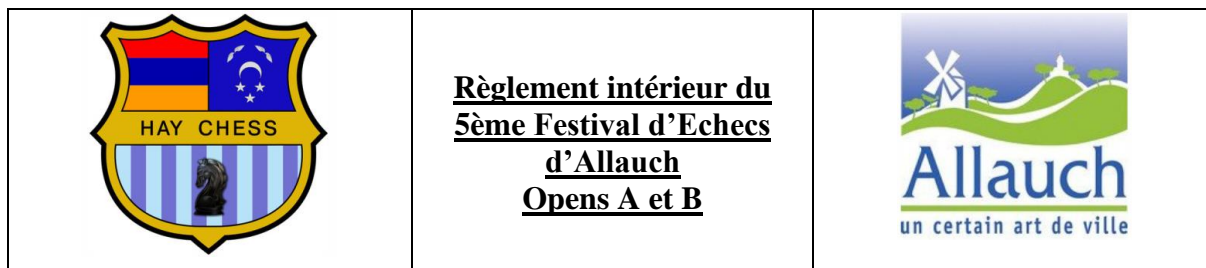 HAY CHESS
Règlement intérieur du
5ème Festival d’Echecs
d’Allauch
Opens A et B
Allauch
un certain art de ville